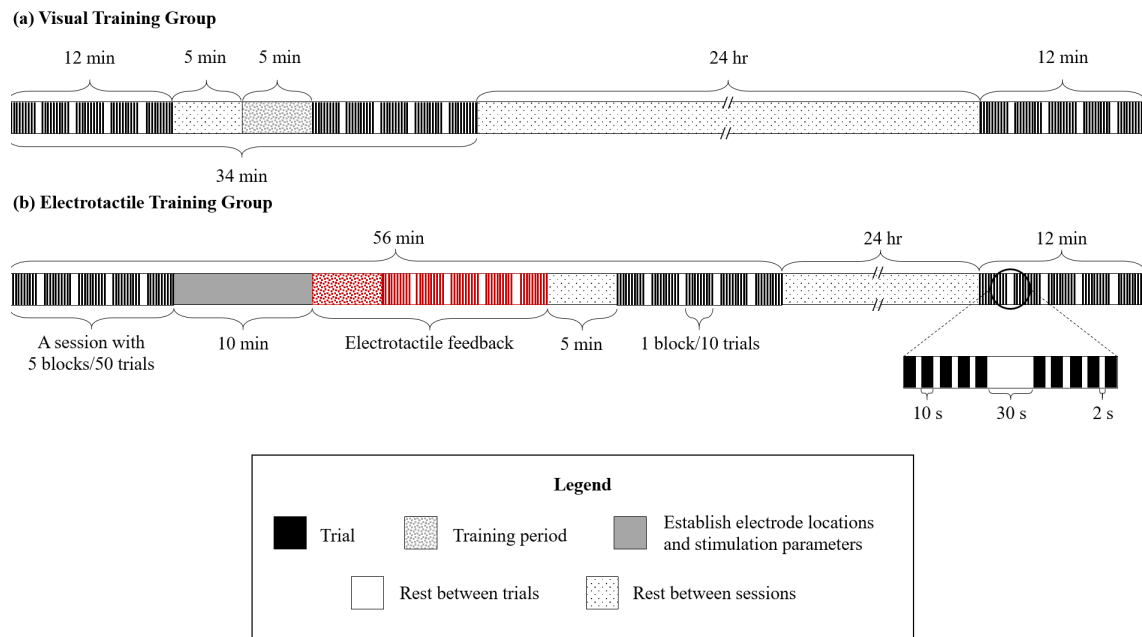 (a) Visual Training Group
12 min
5 min
5 min
24 hr
12 min
34 min
(b) Electrotactile Training Group
56 min
24 hr
12 min
A session with
5 blocks/50 trials
10 min
Electrotactile feedback
5 min
1 block/10 trials
10 s
30 s
2 s
Legend
Trial
Training period
Establish electrode locations
and stimulation parameters
Rest between trials
Rest between sessions